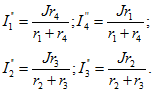 I₁″ = Jr₄/(r₁ + r₄); I₄″ = Jr₁/(r₁ + r₄);
I₂″ = Jr₃/(r₂ + r₃); I₃″ = Jr₂/(r₂ + r₃).